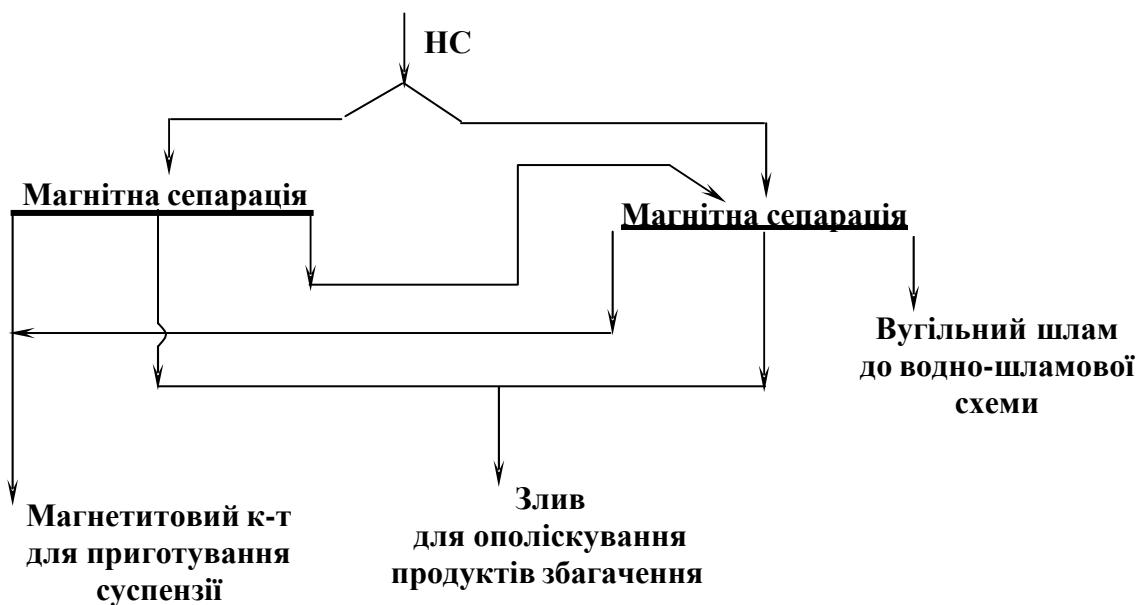 НС
Магнітна сепарація
Магнітна сепарація
Вугільний шлам
до водно-шламової
схеми
Злив
для ополіскування
продуктів збагачення
Магнетитовий к-т
для приготування
суспензії